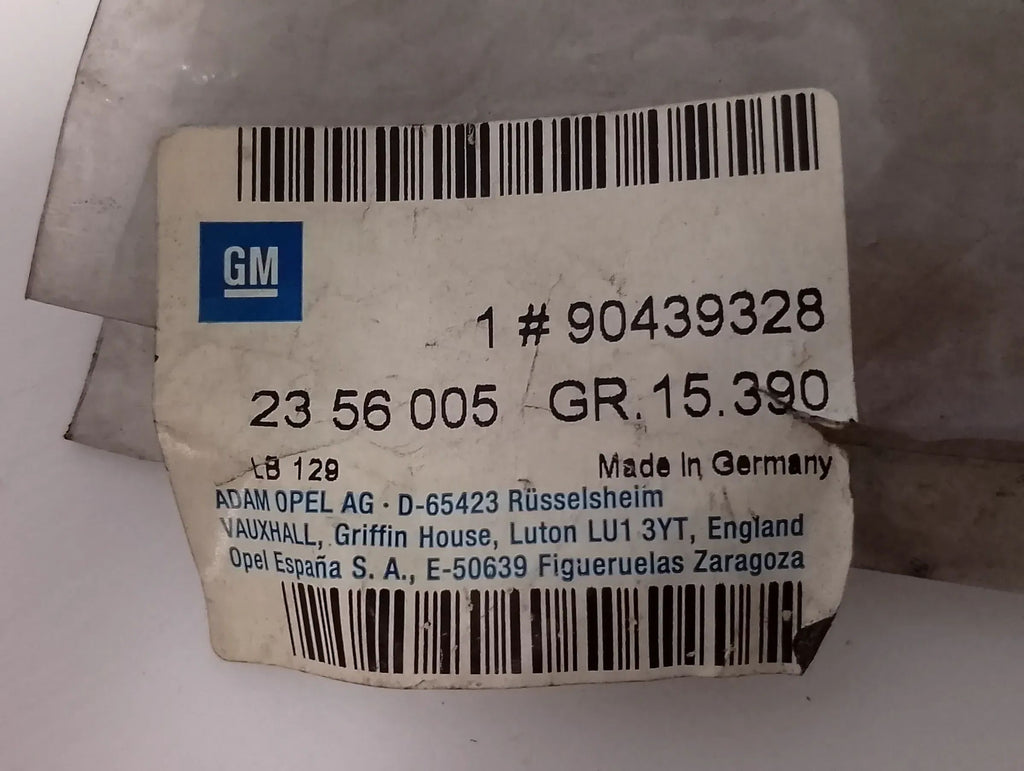 GM
1 # 90439328
23 56 005 GR.15.390
LB 129 Made In Germany
ADAM OPEL AG · D-65423 Rüsselsheim
VAUXHALL, Griffin House, Luton LU1 3YT, England
Opel España S. A., E-50639 Figueruelas Zaragoza